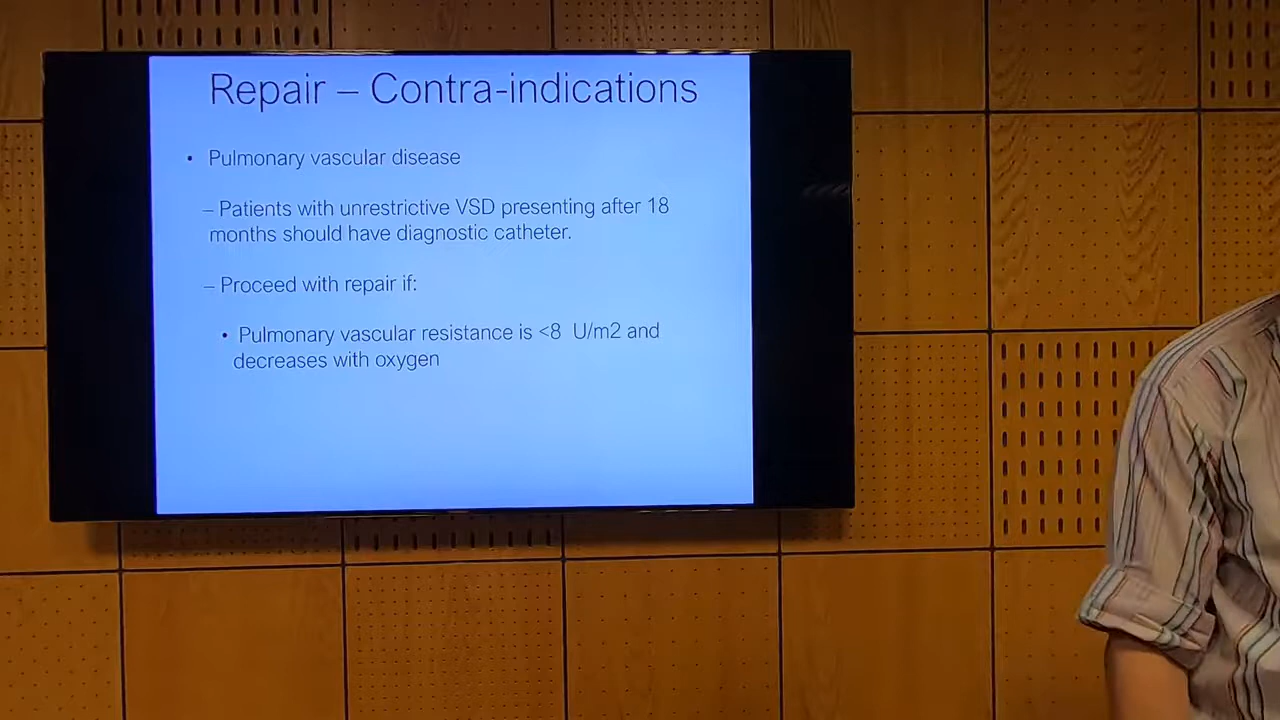 Repair – Contra-indications
• Pulmonary vascular disease
– Patients with unrestrictive VSD presenting after 18
months should have diagnostic catheter.
– Proceed with repair if:
• Pulmonary vascular resistance is <8 U/m2 and
decreases with oxygen